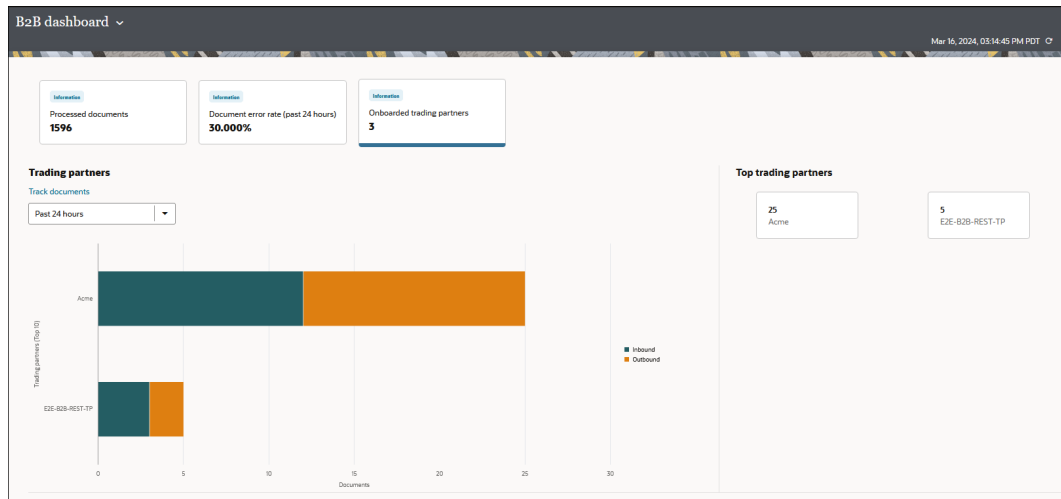 B2B dashboard
Mar 16, 2024, 03:14:45 PM PDT
Information
Processed documents
1596
Information
Document error rate (past 24 hours)
30.000%
Information
Onboarded trading partners
3
Trading partners
Track documents
Past 24 hours
Trading partners (Top 10)
Acme
E2E-B2B-REST-TP
0 5 10 15 20 25 30
Documents
Inbound
Outbound
Top trading partners
25
Acme
5
E2E-B2B-REST-TP